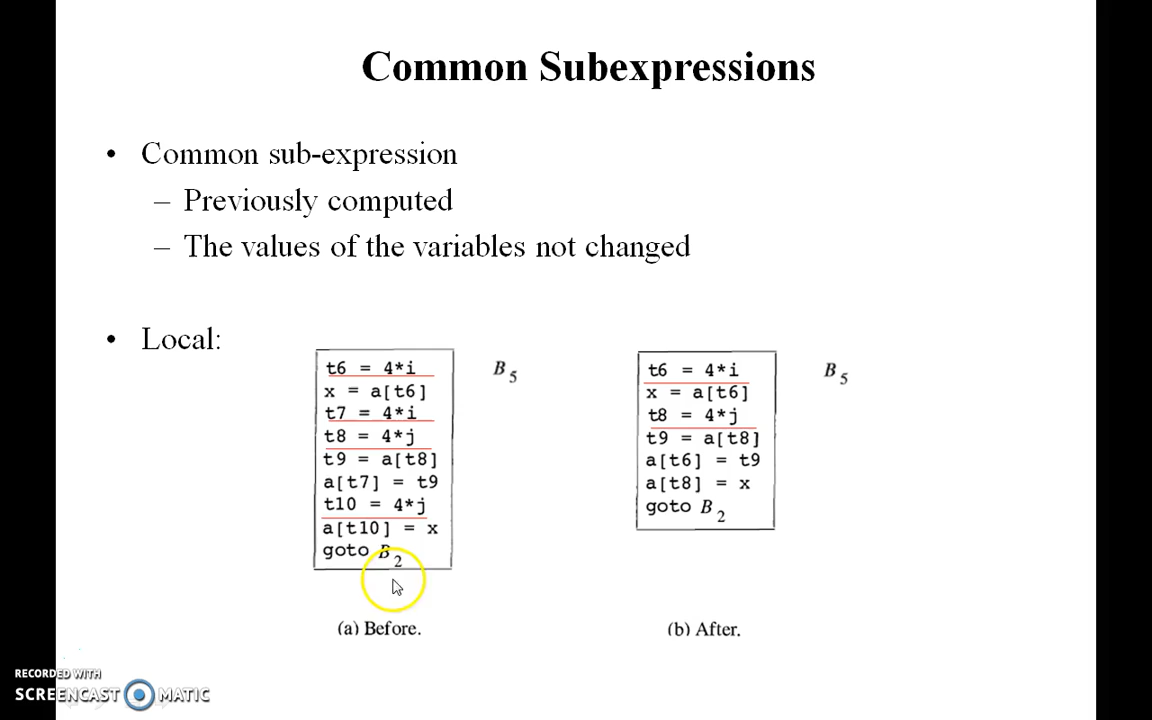 Common Subexpressions
• Common sub-expression
– Previously computed
– The values of the variables not changed
• Local:
t6 = 4*i
x = a[t6]
t7 = 4*i
t8 = 4*j
t9 = a[t8]
a[t7] = t9
t10 = 4*j
a[t10] = x
goto B2
B5
(a) Before.
t6 = 4*i
x = a[t6]
t8 = 4*j
t9 = a[t8]
a[t6] = t9
a[t8] = x
goto B2
B5
(b) After.
RECORDED WITH
SCREENCAST MATIC